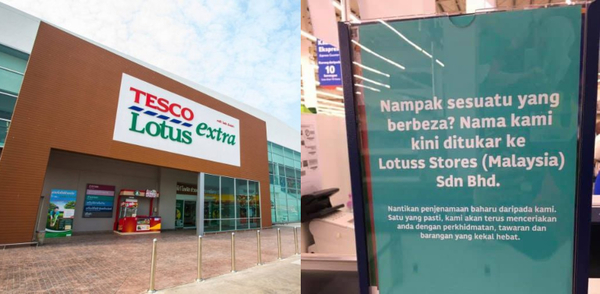 TESCO
Lotus extra
Ekspres
10
Nampak sesuatu yang
berbeza? Nama kami
kini ditukar ke
Lotuss Stores (Malaysia)
Sdn Bhd.
Nantikan penjenamaan baharu daripada kami.
Satu yang pasti, kami akan terus menceriakan
anda dengan perkhidmatan, tawaran dan
barangan yang kekal hebat.